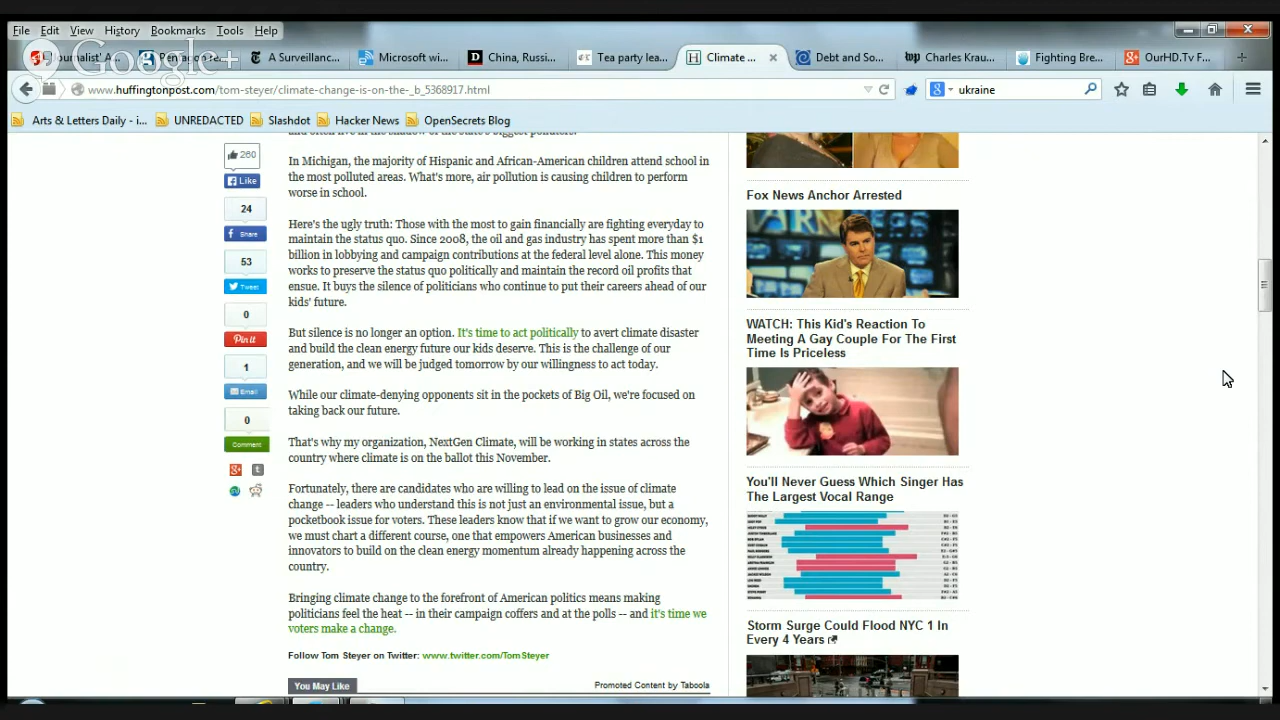 File Edit View History Bookmarks Tools Help
Google+
Journalist' A... Pentagon re... A Surveillanc... Microsoft wi... China, Russi... Tea party lea... Climate ... Debt and So... Charles Krau... Fighting Bre... OurHD.Tv F...
www.huffingtonpost.com/tom-steyer/climate-change-is-on-the-_b_5368917.html
ukraine
Arts & Letters Daily - i... UNREDACTED Slashdot Hacker News OpenSecrets Blog
and often live in the shadow of the state's biggest polluters.
In Michigan, the majority of Hispanic and African-American children attend school in
the most polluted areas. What's more, air pollution is causing children to perform
worse in school.
Here's the ugly truth: Those with the most to gain financially are fighting everyday to
maintain the status quo. Since 2008, the oil and gas industry has spent more than $1
billion in lobbying and campaign contributions at the federal level alone. This money
works to preserve the status quo politically and maintain the record oil profits that
ensue. It buys the silence of politicians who continue to put their careers ahead of our
kids' future.
But silence is no longer an option. It's time to act politically to avert climate disaster
and build the clean energy future our kids deserve. This is the challenge of our
generation, and we will be judged tomorrow by our willingness to act today.
While our climate-denying opponents sit in the pockets of Big Oil, we're focused on
taking back our future.
That's why my organization, NextGen Climate, will be working in states across the
country where climate is on the ballot this November.
Fortunately, there are candidates who are willing to lead on the issue of climate
change -- leaders who understand this is not just an environmental issue, but a
pocketbook issue for voters. These leaders know that if we want to grow our economy,
we must chart a different course, one that empowers American businesses and
innovators to build on the clean energy momentum already happening across the
country.
Bringing climate change to the forefront of American politics means making
politicians feel the heat -- in their campaign coffers and at the polls -- and it's time we
voters make a change.
Follow Tom Steyer on Twitter: www.twitter.com/TomSteyer
You May Like
Promoted Content by Taboola
260
Like
24
Share
53
Tweet
0
Pin it
1
Email
0
Comment
Fox News Anchor Arrested
WATCH: This Kid's Reaction To
Meeting A Gay Couple For The First
Time Is Priceless
You'll Never Guess Which Singer Has
The Largest Vocal Range
Storm Surge Could Flood NYC 1 In
Every 4 Years